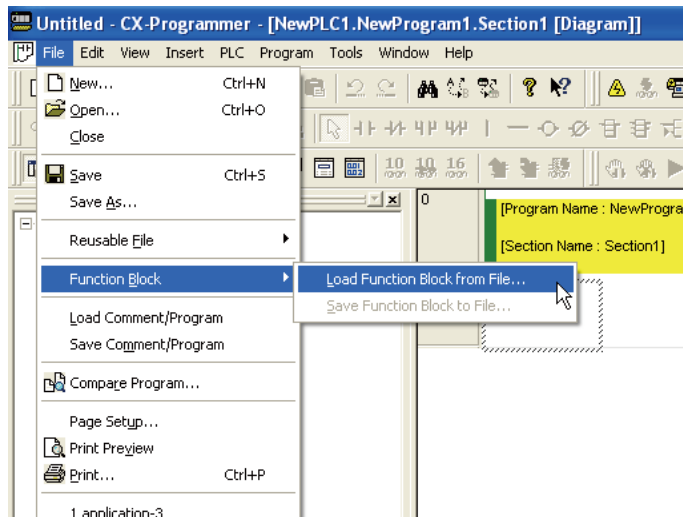 Untitled - CX-Programmer - [NewPLC1.NewProgram1.Section1 [Diagram]]
File Edit View Insert PLC Program Tools Window Help
New... Ctrl+N
Open... Ctrl+O
Close
Save Ctrl+S
10 10 16
Save As...
0
[Program Name : NewProgra
Reusable File
[Section Name : Section1]
Function Block
Load Function Block from File...
Save Function Block to File...
Load Comment/Program
Save Comment/Program
Compare Program...
Page Setup...
Print Preview
Print... Ctrl+P
1 application-3